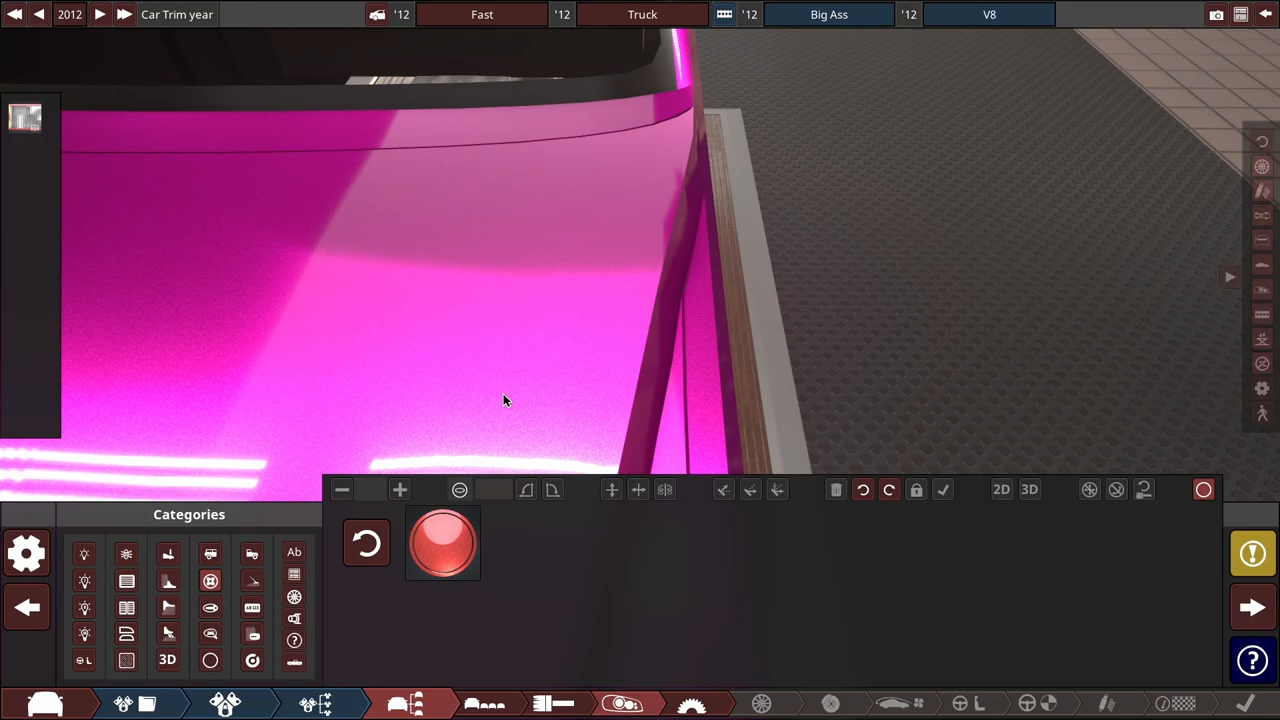 2012
Car Trim year
'12
Fast
'12
Truck
'12
Big Ass
'12
V8
2D
3D
Categories
Ab
3D
L
?
?